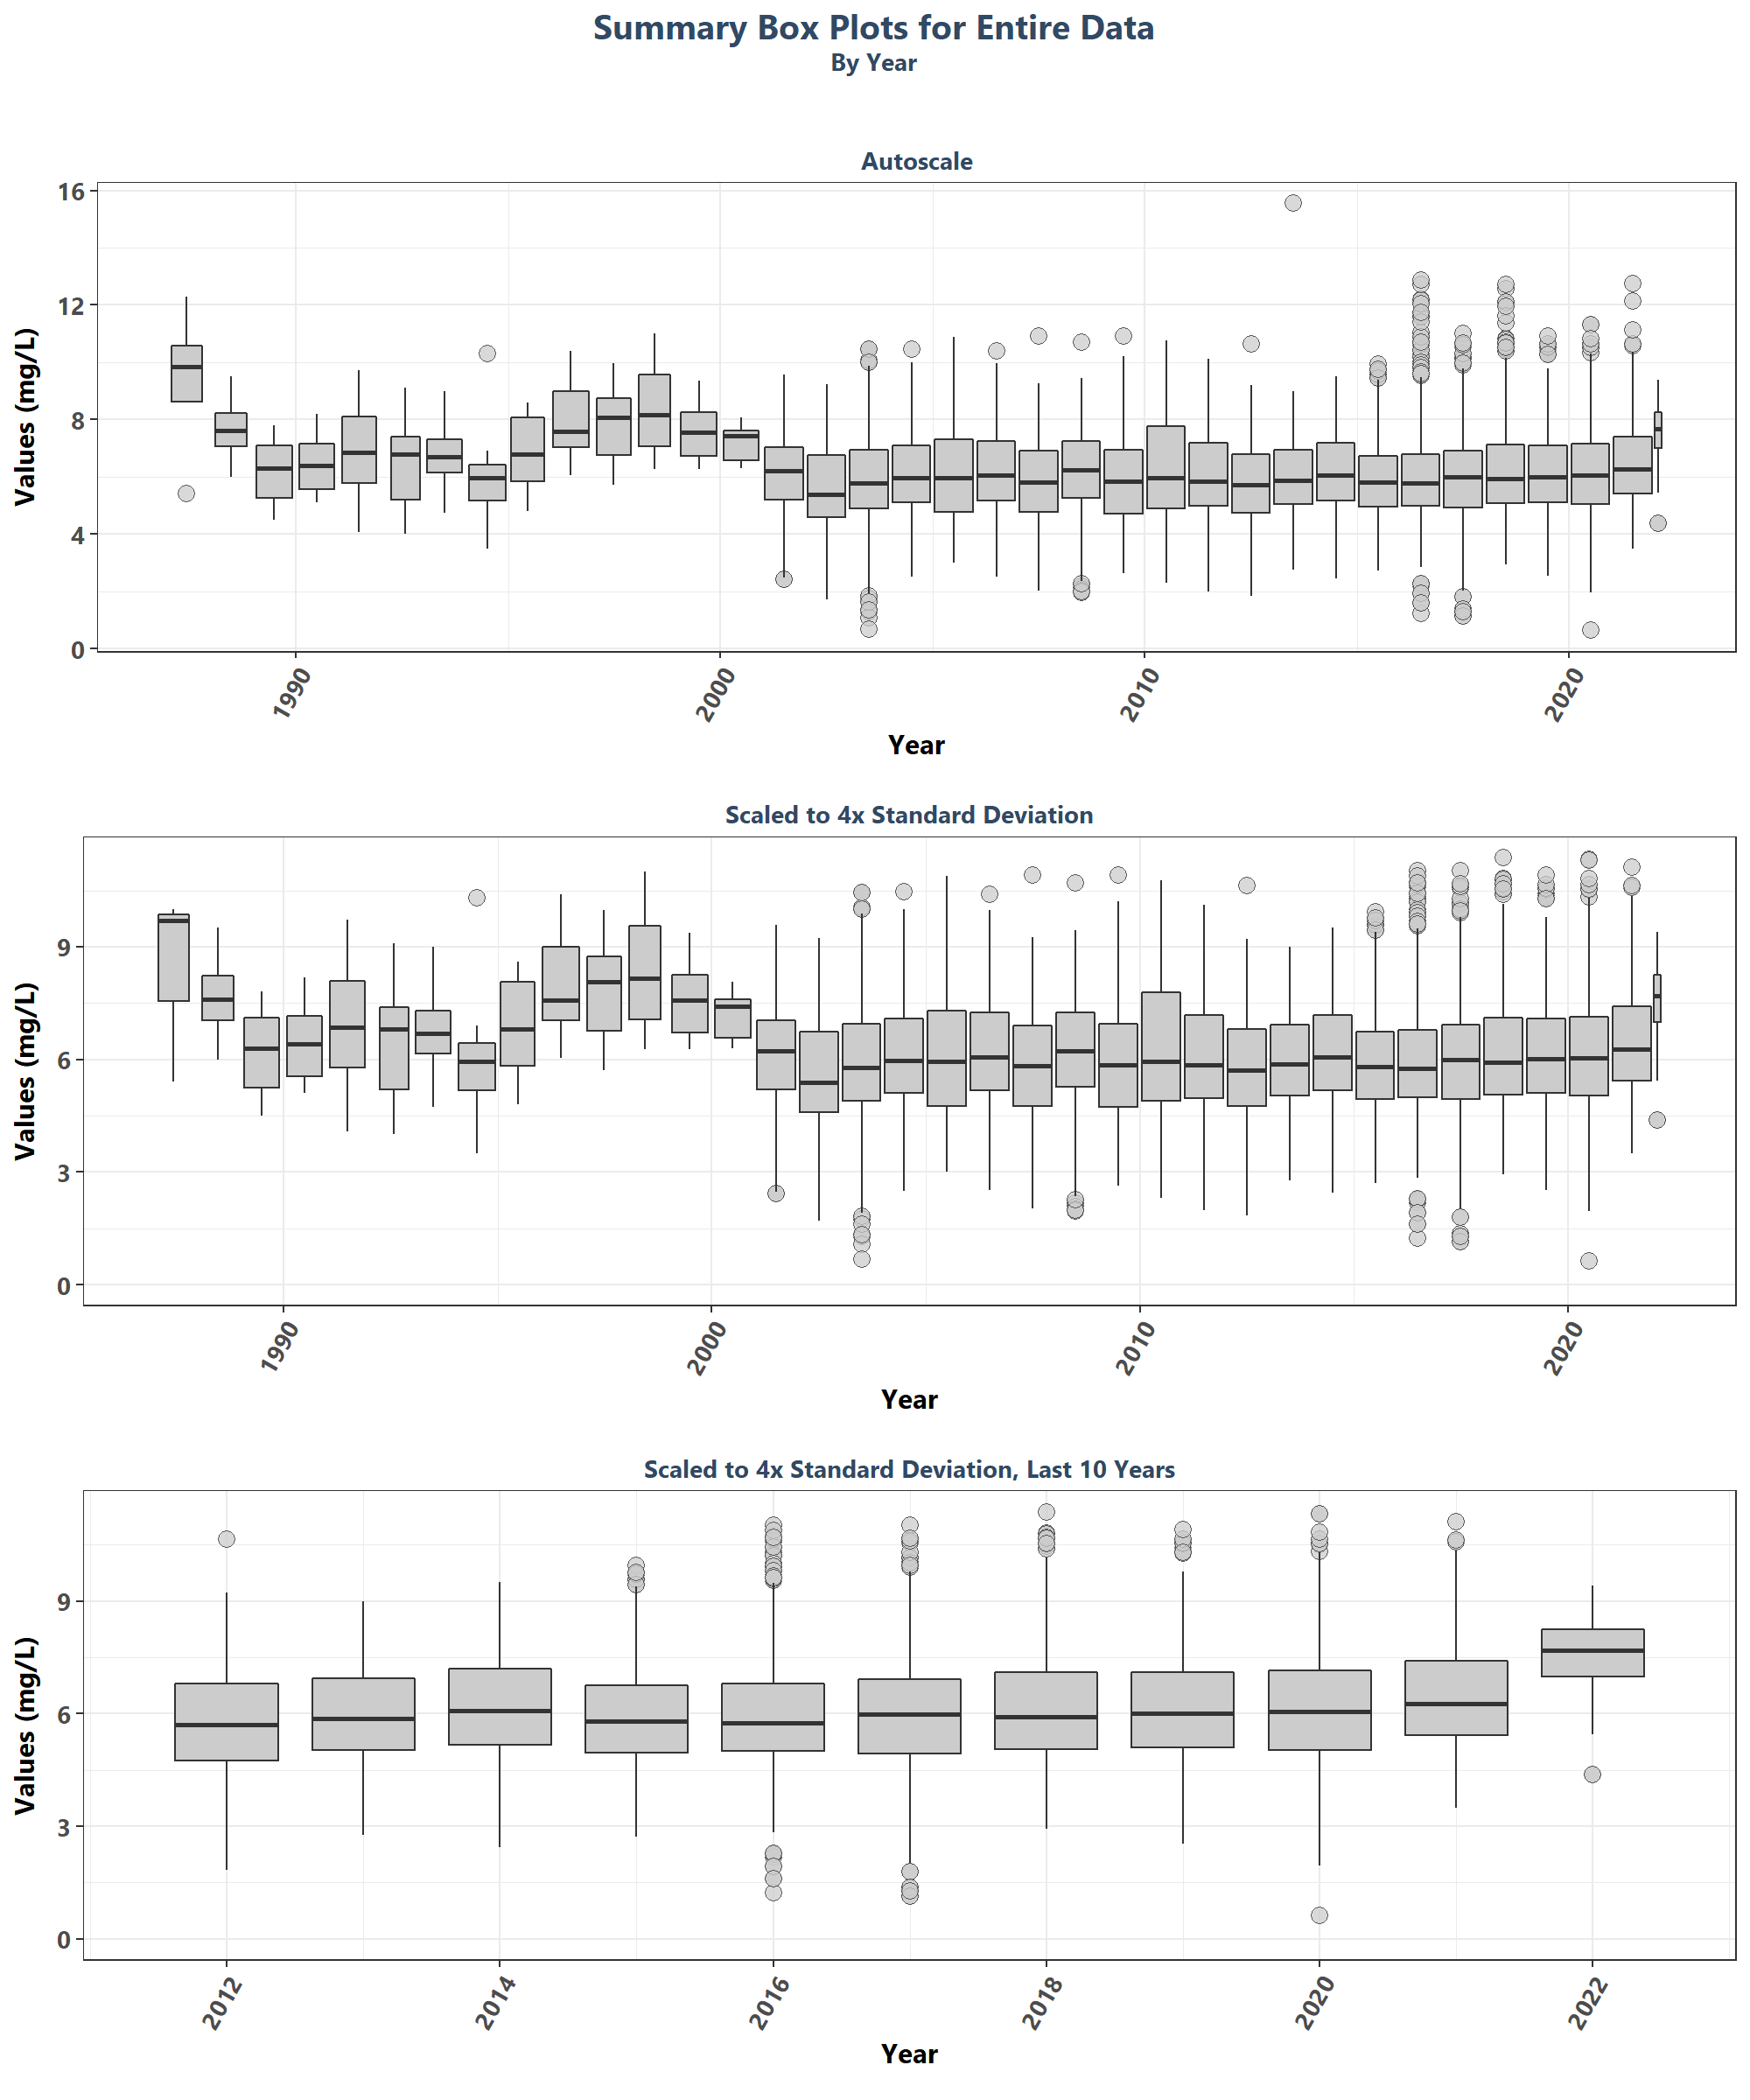 Summary Box Plots for Entire Data
By Year
Autoscale
Values (mg/L)
16
12
8
4
0
1990 2000 2010 2020
Year
Scaled to 4x Standard Deviation
Values (mg/L)
9
6
3
0
1990 2000 2010 2020
Year
Scaled to 4x Standard Deviation, Last 10 Years
Values (mg/L)
9
6
3
0
2012 2014 2016 2018 2020 2022
Year